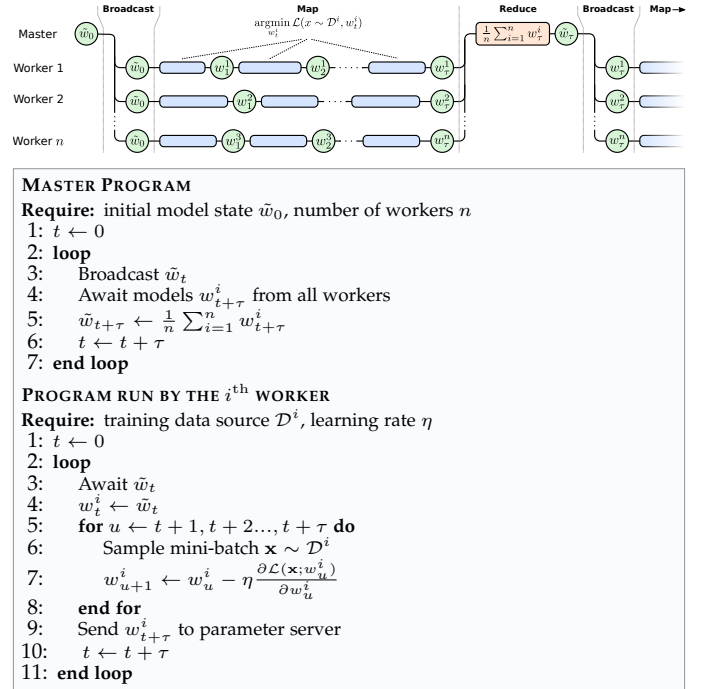 Broadcast Map Reduce Broadcast Map
argmin_{w_t^i} L(x ∼ D^i, w_t^i)
Master w̃_0 1/n ∑_{i=1}^n w_τ^i w̃_τ
Worker 1 w̃_0 w_1^1 w_2^1 ... w_τ^1 w_τ^1
Worker 2 w̃_0 w_1^2 ... w_τ^2 w_τ^2
Worker n w̃_0 w_1^3 w_2^3 ... w_τ^n w_τ^n
MASTER PROGRAM
Require: initial model state w̃_0, number of workers n
1: t ← 0
2: loop
3: Broadcast w̃_t
4: Await models w_{t+τ}^i from all workers
5: w̃_{t+τ} ← 1/n ∑_{i=1}^n w_{t+τ}^i
6: t ← t + τ
7: end loop
PROGRAM RUN BY THE i^th WORKER
Require: training data source D^i, learning rate η
1: t ← 0
2: loop
3: Await w̃_t
4: w_t^i ← w̃_t
5: for u ← t + 1, t + 2..., t + τ do
6: Sample mini-batch x ∼ D^i
7: w_{u+1}^i ← w_u^i − η ∂L(x;w_u^i)/∂w_u^i
8: end for
9: Send w_{t+τ}^i to parameter server
10: t ← t + τ
11: end loop